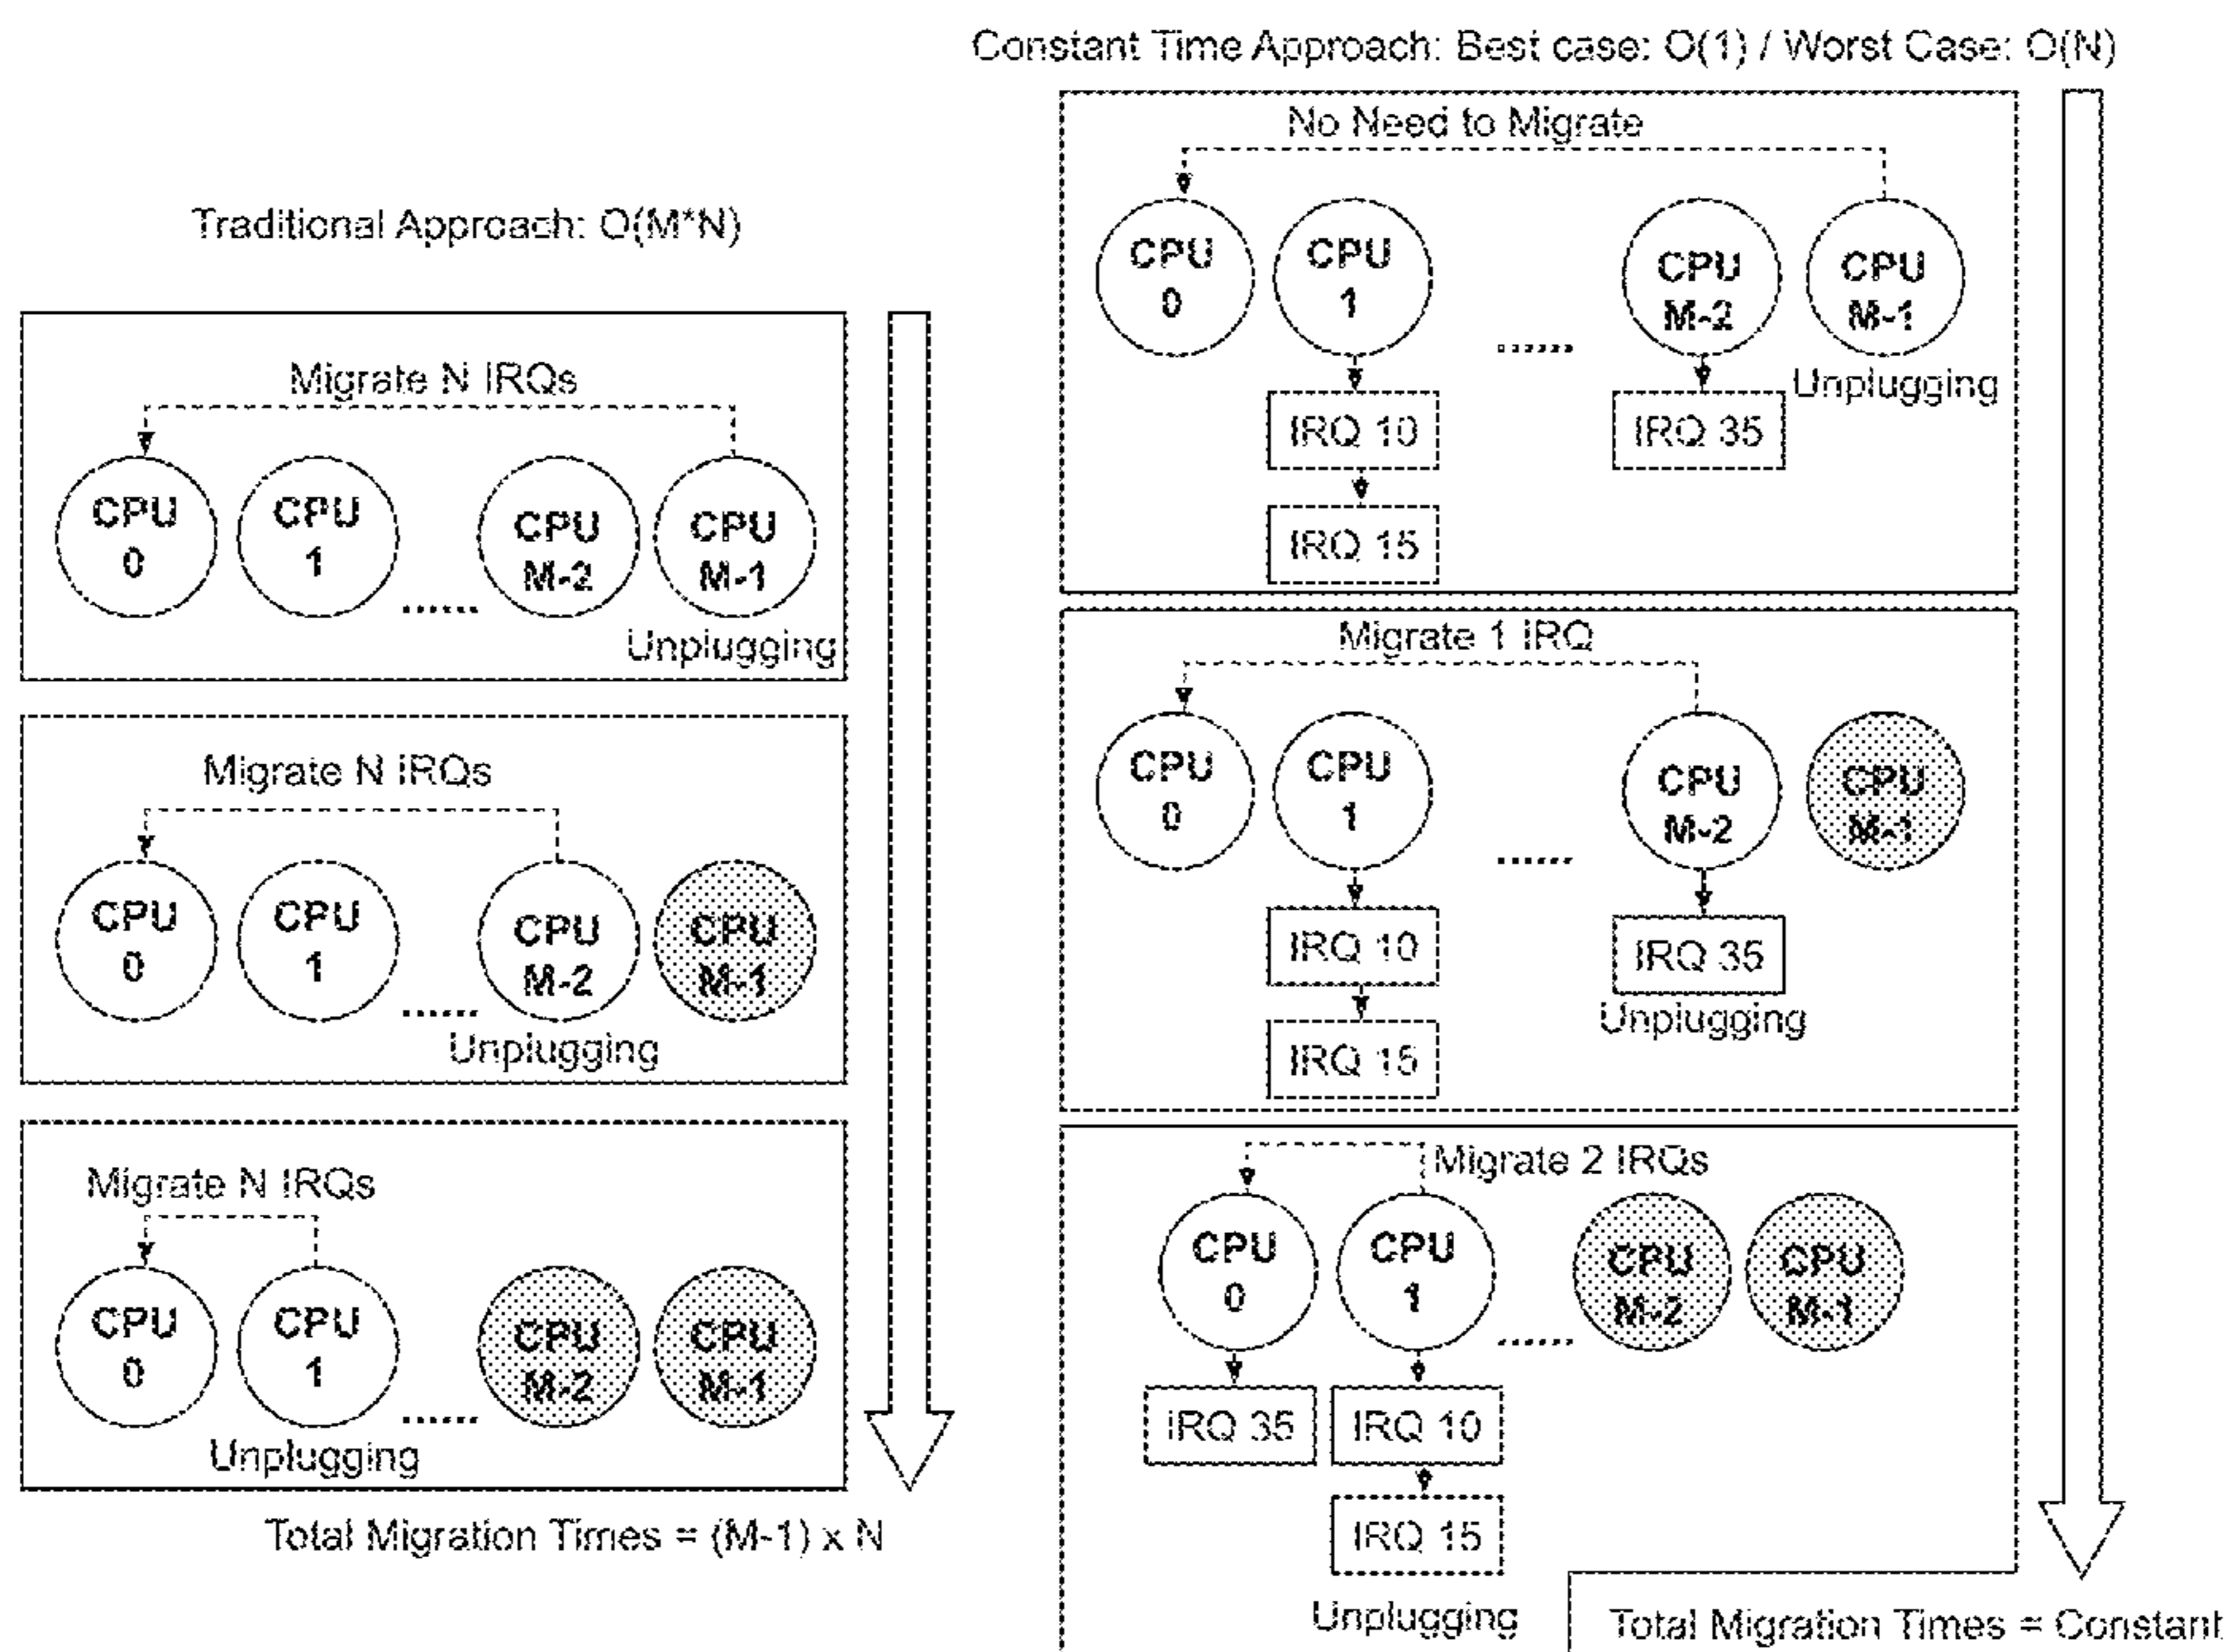 Traditional Approach: O(M*N)
Migrate N IRQs
CPU 0
CPU 1
......
CPU M-2
CPU M-1
Unplugging
Migrate N IRQs
CPU 0
CPU 1
......
CPU M-2
CPU M-1
Unplugging
Migrate N IRQs
CPU 0
CPU 1
......
CPU M-2
CPU M-1
Unplugging
Total Migration Times = (M-1) x N
Constant Time Approach: Best case: O(1) / Worst Case: O(N)
No Need to Migrate
CPU 0
CPU 1
......
CPU M-2
CPU M-1
Unplugging
IRQ 10
IRQ 35
IRQ 15
Migrate 1 IRQ
CPU 0
CPU 1
......
CPU M-2
CPU M-1
IRQ 10
IRQ 35
Unplugging
IRQ 15
Migrate 2 IRQs
CPU 0
CPU 1
......
CPU M-2
CPU M-1
IRQ 35
IRQ 10
IRQ 15
Unplugging
Total Migration Times = Constant